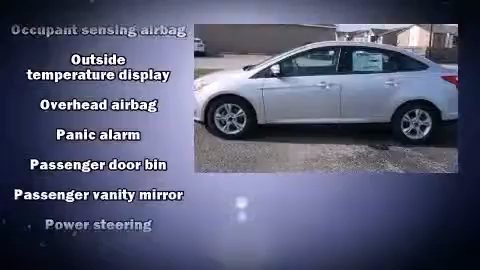 Occupant sensing airbag
Outside
temperature display
Overhead airbag
Panic alarm
Passenger door bin
Passenger vanity mirror
Power steering